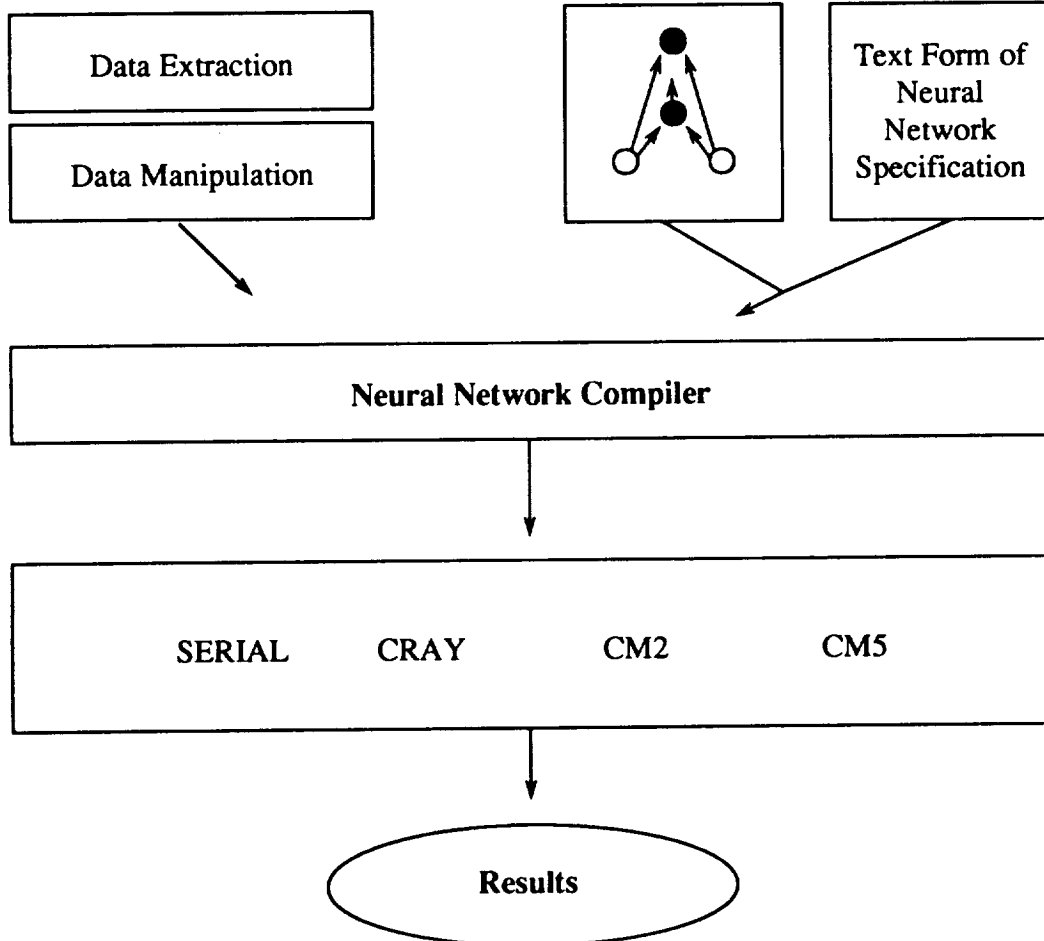 Data Extraction
Data Manipulation
Text Form of
Neural
Network
Specification
Neural Network Compiler
SERIAL CRAY CM2 CM5
Results